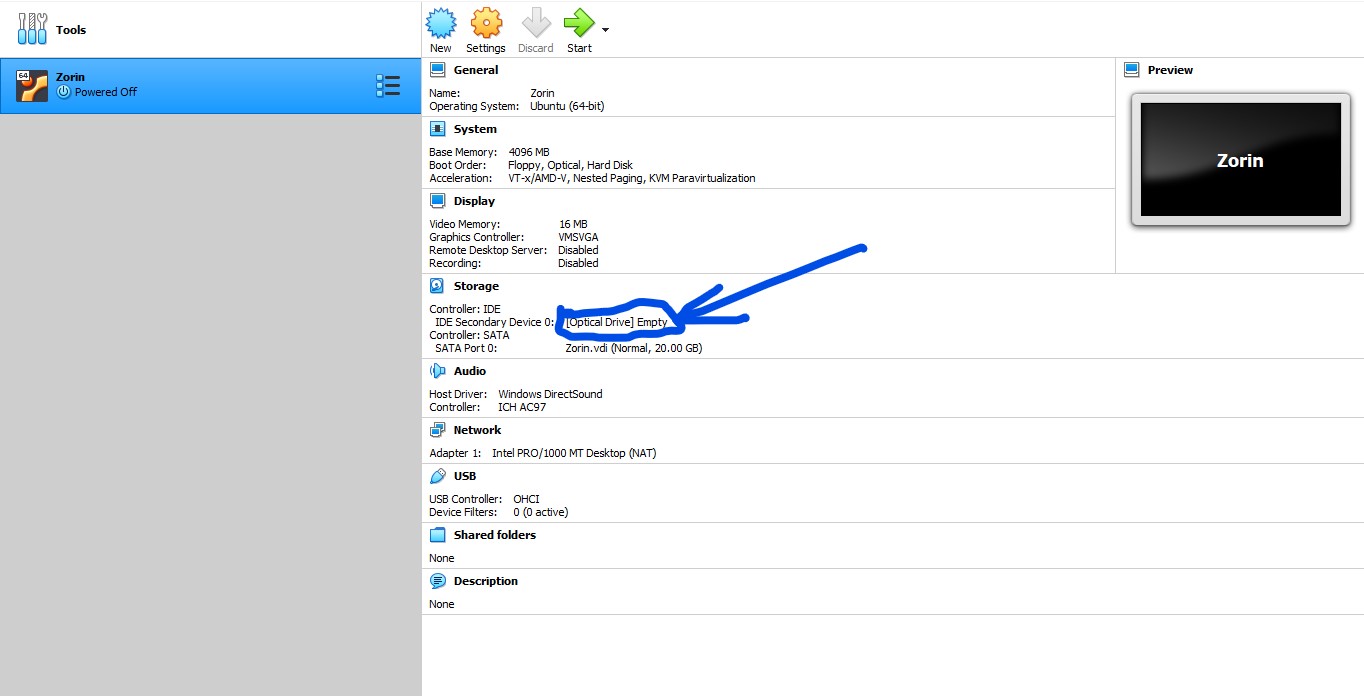 Tools
New Settings Discard Start
64
Zorin
Powered Off
General
Name: Zorin
Operating System: Ubuntu (64-bit)
System
Base Memory: 4096 MB
Boot Order: Floppy, Optical, Hard Disk
Acceleration: VT-x/AMD-V, Nested Paging, KVM Paravirtualization
Display
Video Memory: 16 MB
Graphics Controller: VMSVGA
Remote Desktop Server: Disabled
Recording: Disabled
Storage
Controller: IDE
IDE Secondary Device 0: [Optical Drive] Empty
Controller: SATA
SATA Port 0: Zorin.vdi (Normal, 20.00 GB)
Audio
Host Driver: Windows DirectSound
Controller: ICH AC97
Network
Adapter 1: Intel PRO/1000 MT Desktop (NAT)
USB
USB Controller: OHCI
Device Filters: 0 (0 active)
Shared folders
None
Description
None
Preview
Zorin